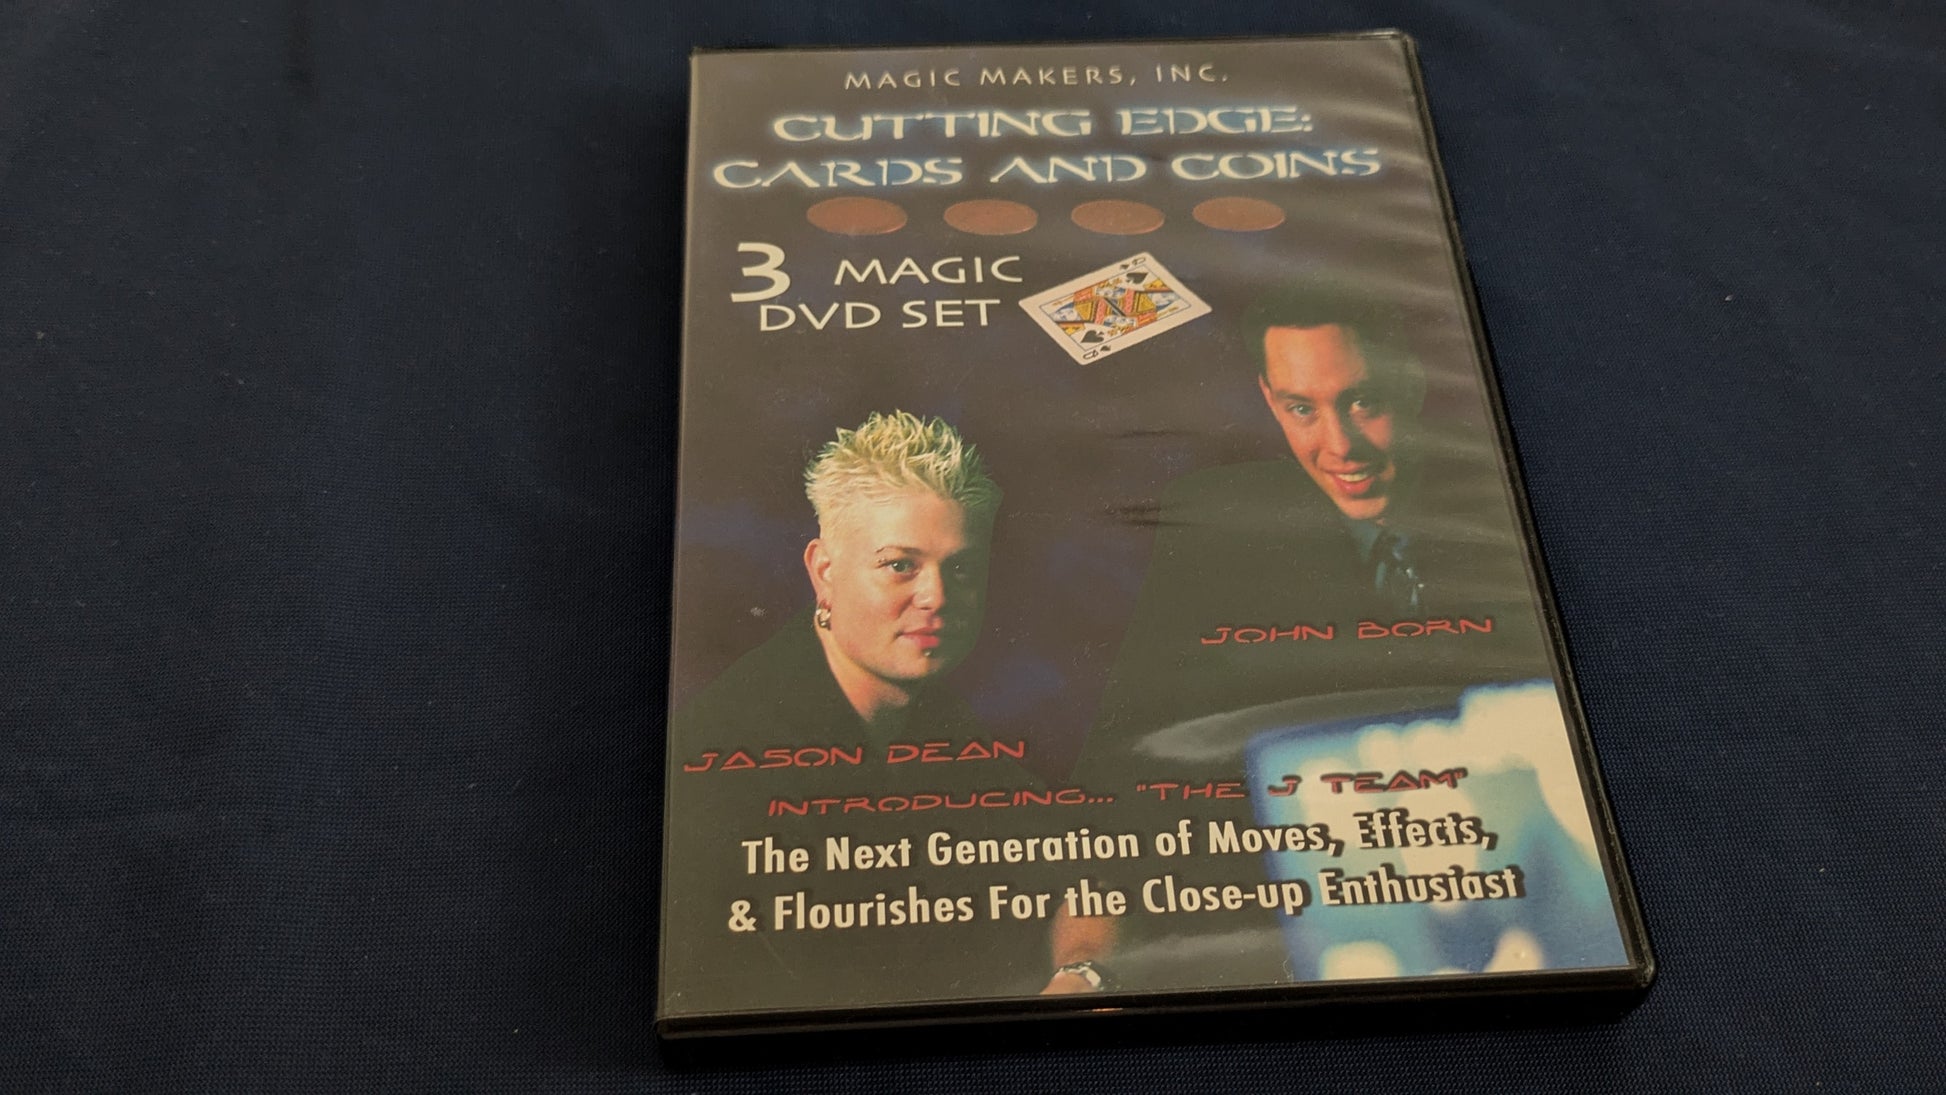 MAGIC MAKERS, INC.
CUTTING EDGE:
CARDS AND COINS
3 MAGIC
DVD SET
Q
Q
JOHN BORN
JASON DEAN
INTRODUCING... "THE J TEAM"
The Next Generation of Moves, Effects,
& Flourishes For the Close-up Enthusiast